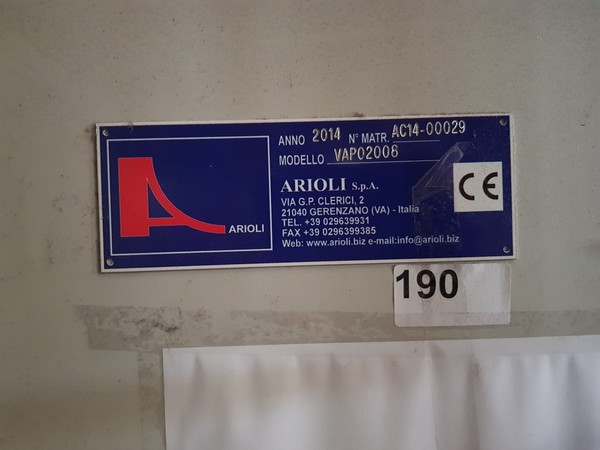 ANNO 2014 N° MATR. AC14-00029
MODELLO VAPO2008
ARIOLI S.p.A.
VIA G.P. CLERICI, 2
21040 GERENZANO (VA) - Italia
TEL. +39 029639931
FAX +39 0296399385
Web: www.arioli.biz e-mail:info@arioli.biz
ARIOLI
CE
190